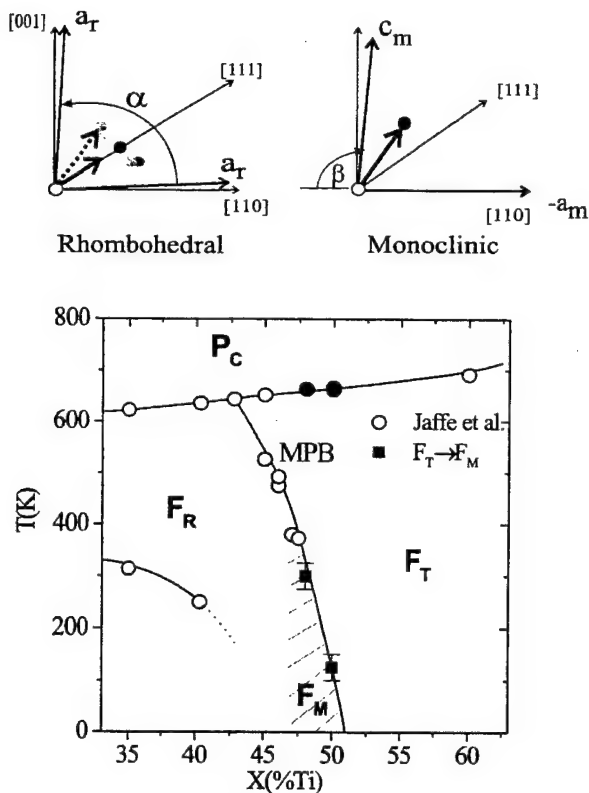 [001] a_r
[111]
α
a_r
[110]
Rhombohedral
c_m
[111]
β
-a_m
[110]
Monoclinic
800
600
400
200
0
T(K)
P_C
MPB
Jaffe et al
F_T→F_M
F_R
F_T
F_M
35 40 45 50 55 60
X(%Ti)